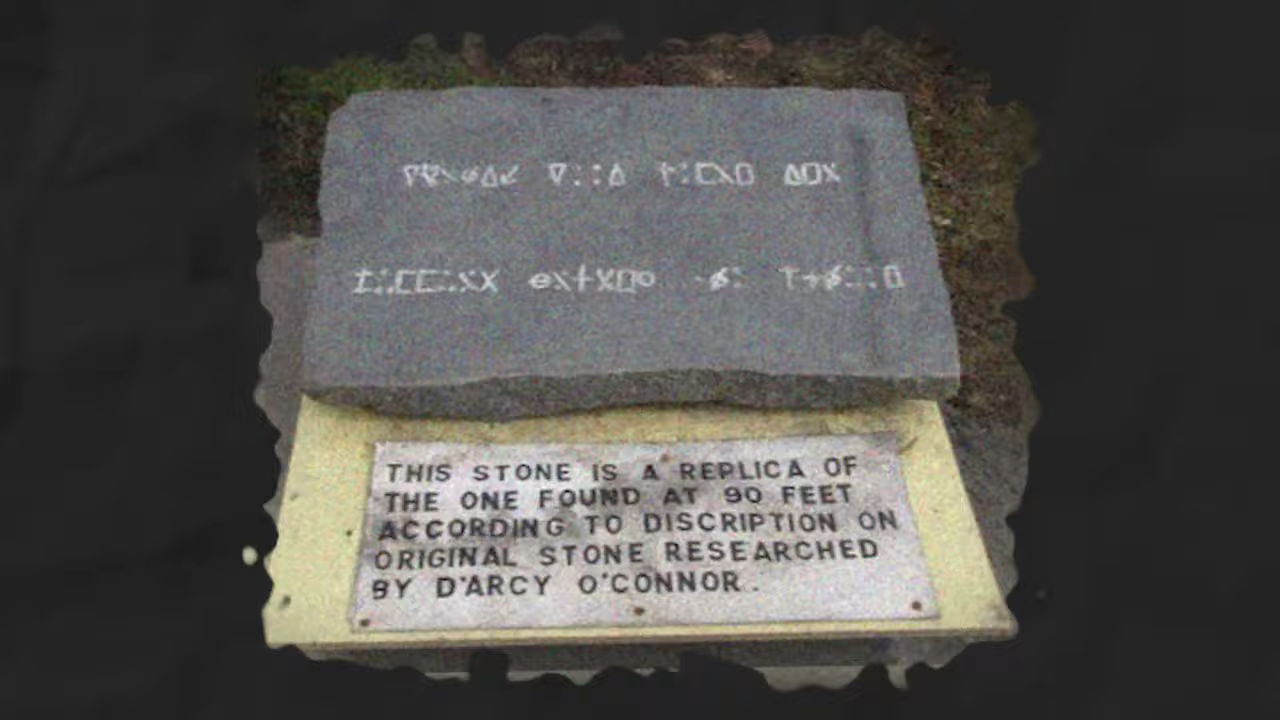 THIS STONE IS A REPLICA OF
THE ONE FOUND AT 90 FEET
ACCORDING TO DISCRIPTION ON
ORIGINAL STONE RESEARCHED
BY D'ARCY O'CONNOR.